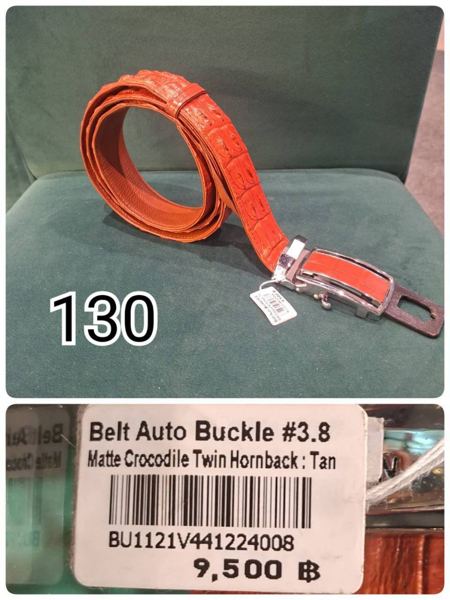 130
Belt Auto Buckle #3.8
Matte Crocodile Twin Hornback : Tan
BU1121V441224008
9,500 ฿